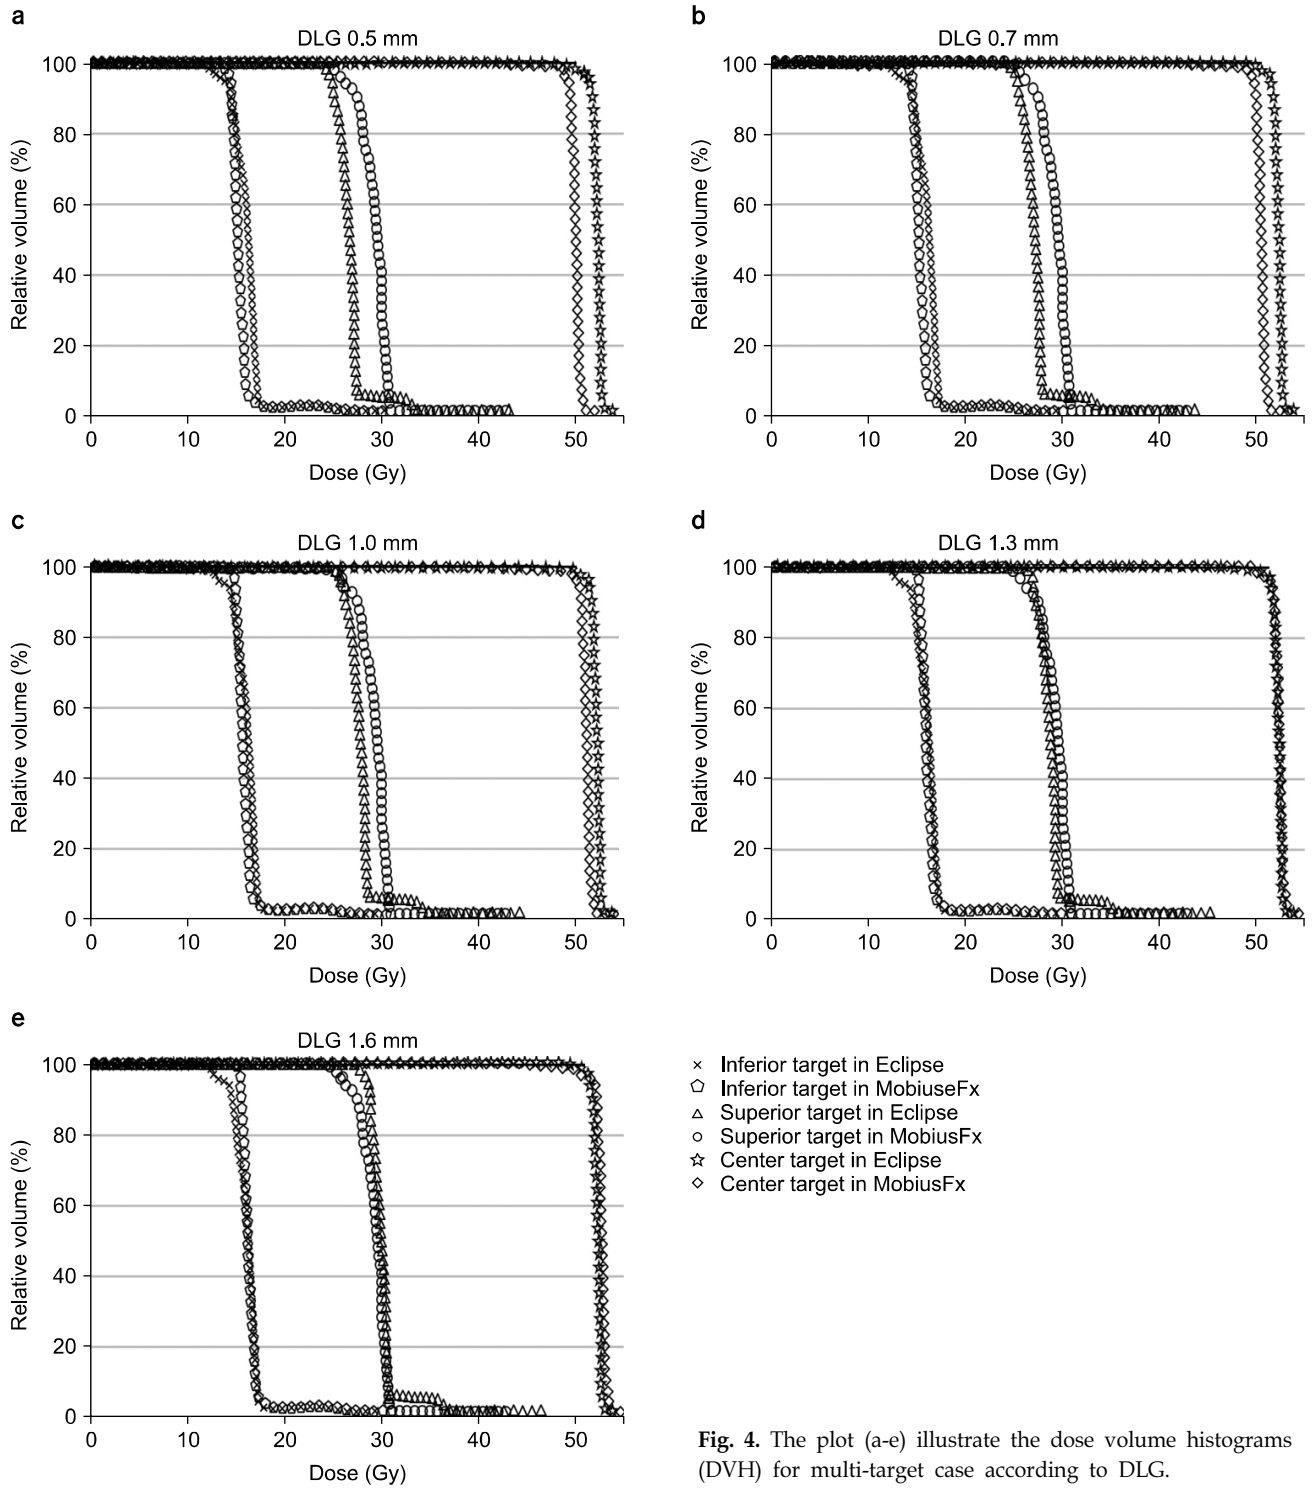 a
DLG 0.5 mm
Relative volume (%)
100
80
60
40
20
0
0 10 20 30 40 50
Dose (Gy)
b
DLG 0.7 mm
Relative volume (%)
100
80
60
40
20
0
0 10 20 30 40 50
Dose (Gy)
c
DLG 1.0 mm
Relative volume (%)
100
80
60
40
20
0
0 10 20 30 40 50
Dose (Gy)
d
DLG 1.3 mm
Relative volume (%)
100
80
60
40
20
0
0 10 20 30 40 50
Dose (Gy)
e
DLG 1.6 mm
Relative volume (%)
100
80
60
40
20
0
0 10 20 30 40 50
Dose (Gy)
Inferior target in Eclipse
Inferior target in MobiuseFx
Superior target in Eclipse
Superior target in MobiusFx
Center target in Eclipse
Center target in MobiusFx
Fig. 4. The plot (a-e) illustrate the dose volume histograms
(DVH) for multi-target case according to DLG.